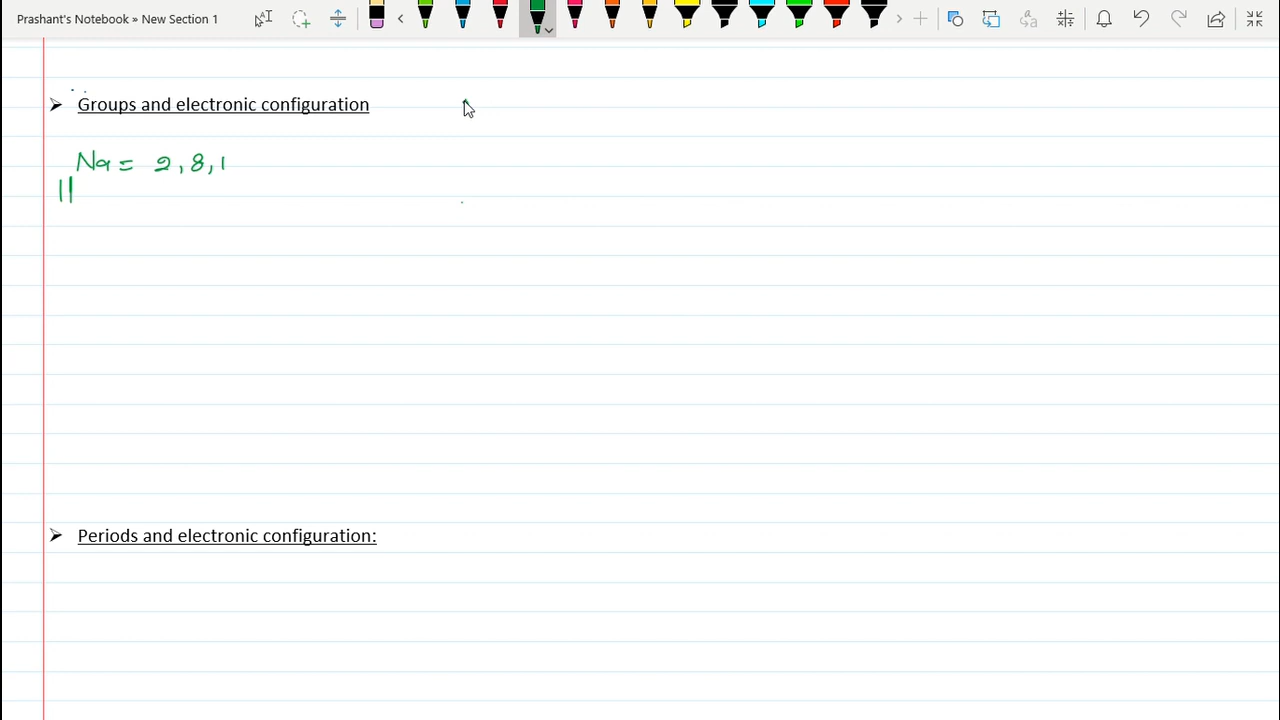 Prashant's Notebook » New Section 1
➢ Groups and electronic configuration
Na = 2, 8, 1
11
➢ Periods and electronic configuration: